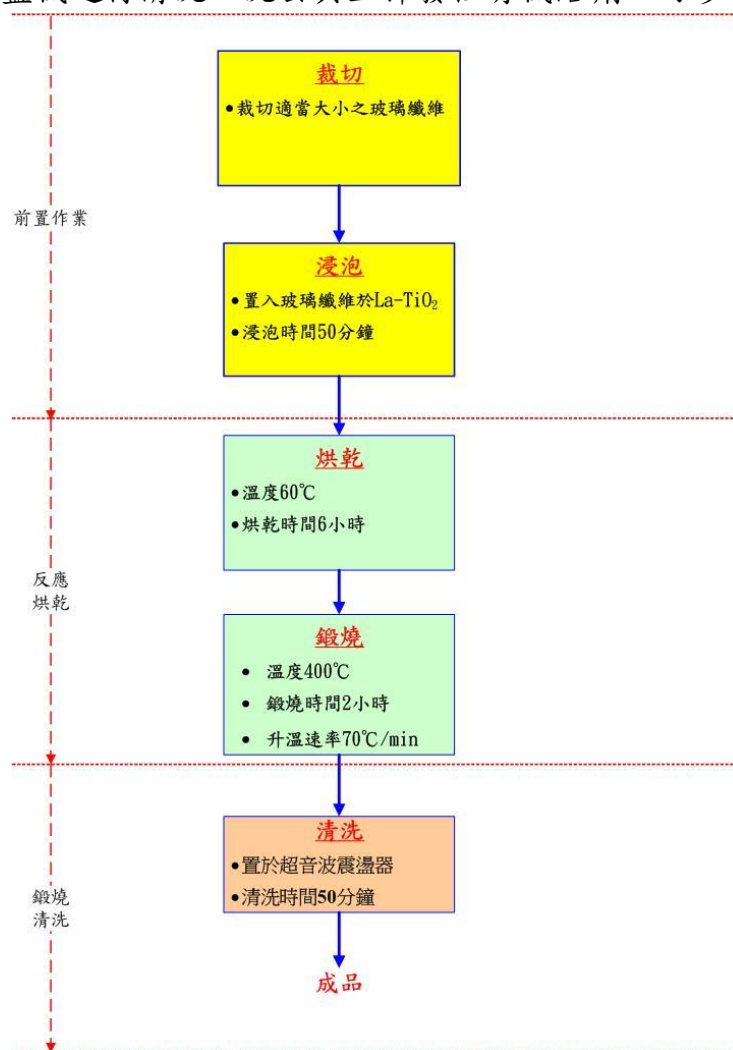 裁切
•裁切適當大小之玻璃纖維
前置作業
浸泡
•置入玻璃纖維於La-TiO₂
•浸泡時間50分鐘
烘乾
•溫度60℃
•烘乾時間6小時
反應
烘乾
鍛燒
• 溫度400℃
• 鍛燒時間2小時
• 升溫速率70℃/min
清洗
•置於超音波震盪器
•清洗時間50分鐘
鍛燒
清洗
成品